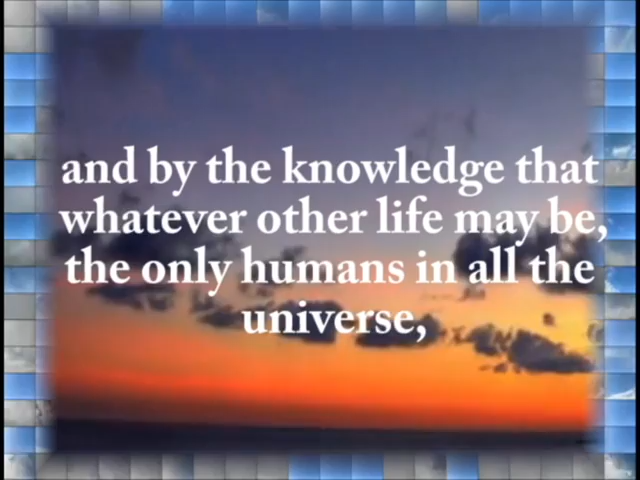 and by the knowledge that
whatever other life may be,
the only humans in all the
universe,